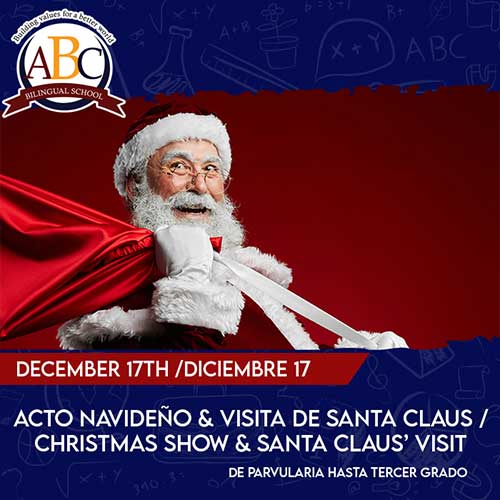 Building values for a better world
ABC
BILINGUAL SCHOOL
X+Y
ABC
DECEMBER 17TH /DICIEMBRE 17
ACTO NAVIDEÑO & VISITA DE SANTA CLAUS /
CHRISTMAS SHOW & SANTA CLAUS' VISIT
DE PARVULARIA HASTA TERCER GRADO